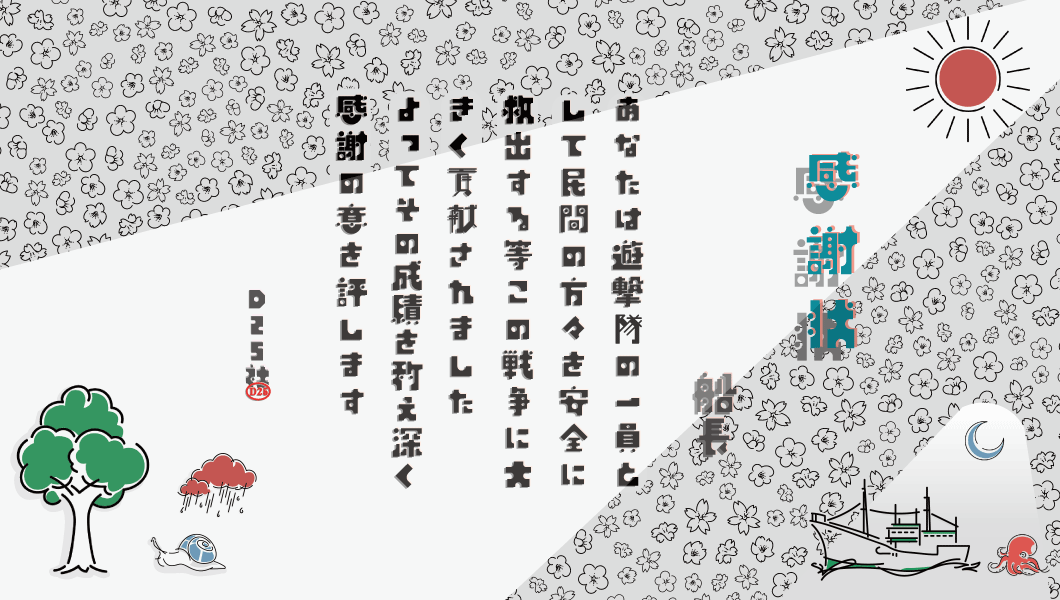 感謝状
船長
あなたは遊撃隊の一員と
して民間の方々を安全に
救出する等この戦争に大
きく貢献されました
よってその成績を称え深く
感謝の意を評します
D25社
D25